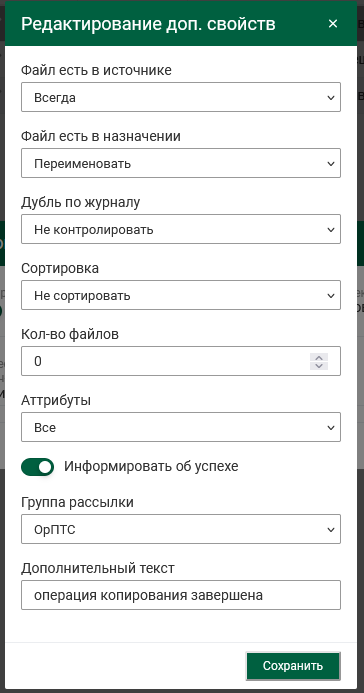 Редактирование доп. свойств
Файл есть в источнике
Всегда
Файл есть в назначении
Переименовать
Дубль по журналу
Не контролировать
Сортировка
Не сортировать
Кол-во файлов
0
Аттрибуты
Все
Информировать об успехе
Группа рассылки
ОрПТС
Дополнительный текст
операция копирования завершена
Сохранить